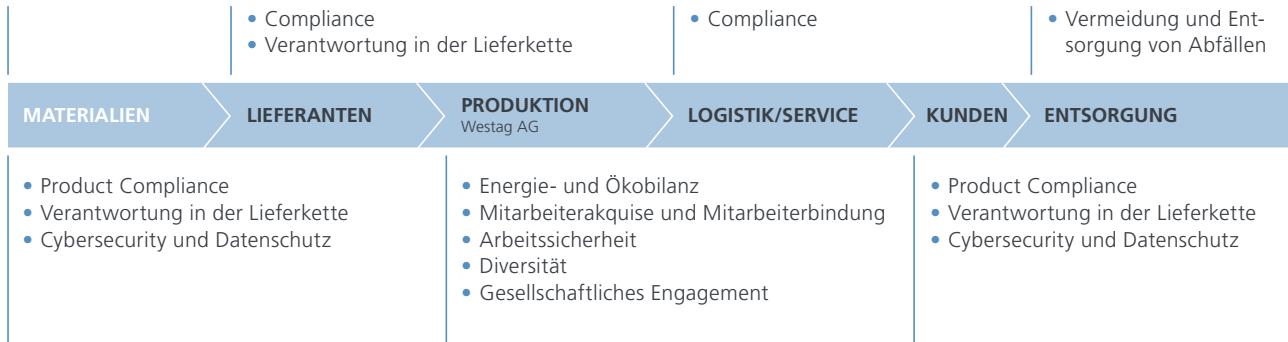 • Compliance
• Verantwortung in der Lieferkette
• Compliance
• Vermeidung und Ent-
sorgung von Abfällen
MATERIALIEN
LIEFERANTEN
PRODUKTION
Westag AG
LOGISTIK/SERVICE
KUNDEN
ENTSORGUNG
• Product Compliance
• Verantwortung in der Lieferkette
• Cybersecurity und Datenschutz
• Energie- und Ökobilanz
• Mitarbeiterakquise und Mitarbeiterbindung
• Arbeitssicherheit
• Diversität
• Gesellschaftliches Engagement
• Product Compliance
• Verantwortung in der Lieferkette
• Cybersecurity und Datenschutz